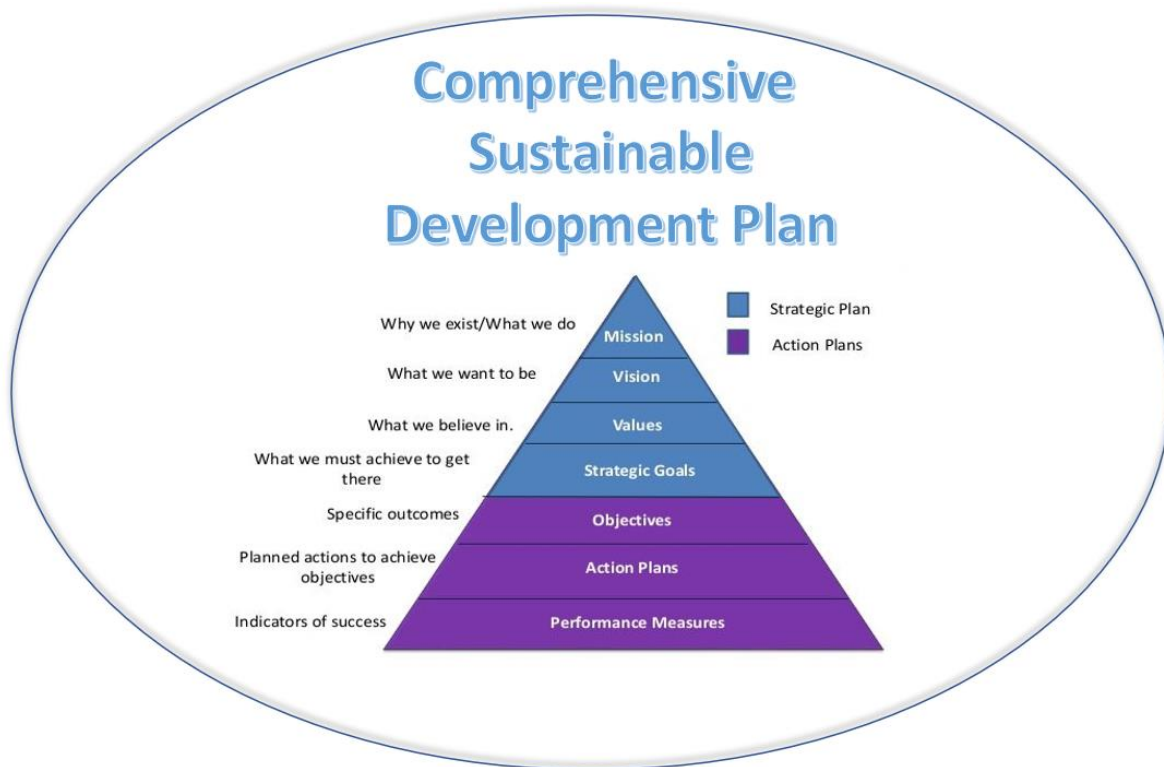 Comprehensive
Sustainable
Development Plan
Strategic Plan
Action Plans
Why we exist/What we do
Mission
What we want to be
Vision
What we believe in.
Values
What we must achieve to get
there
Strategic Goals
Specific outcomes
Objectives
Planned actions to achieve
objectives
Action Plans
Indicators of success
Performance Measures